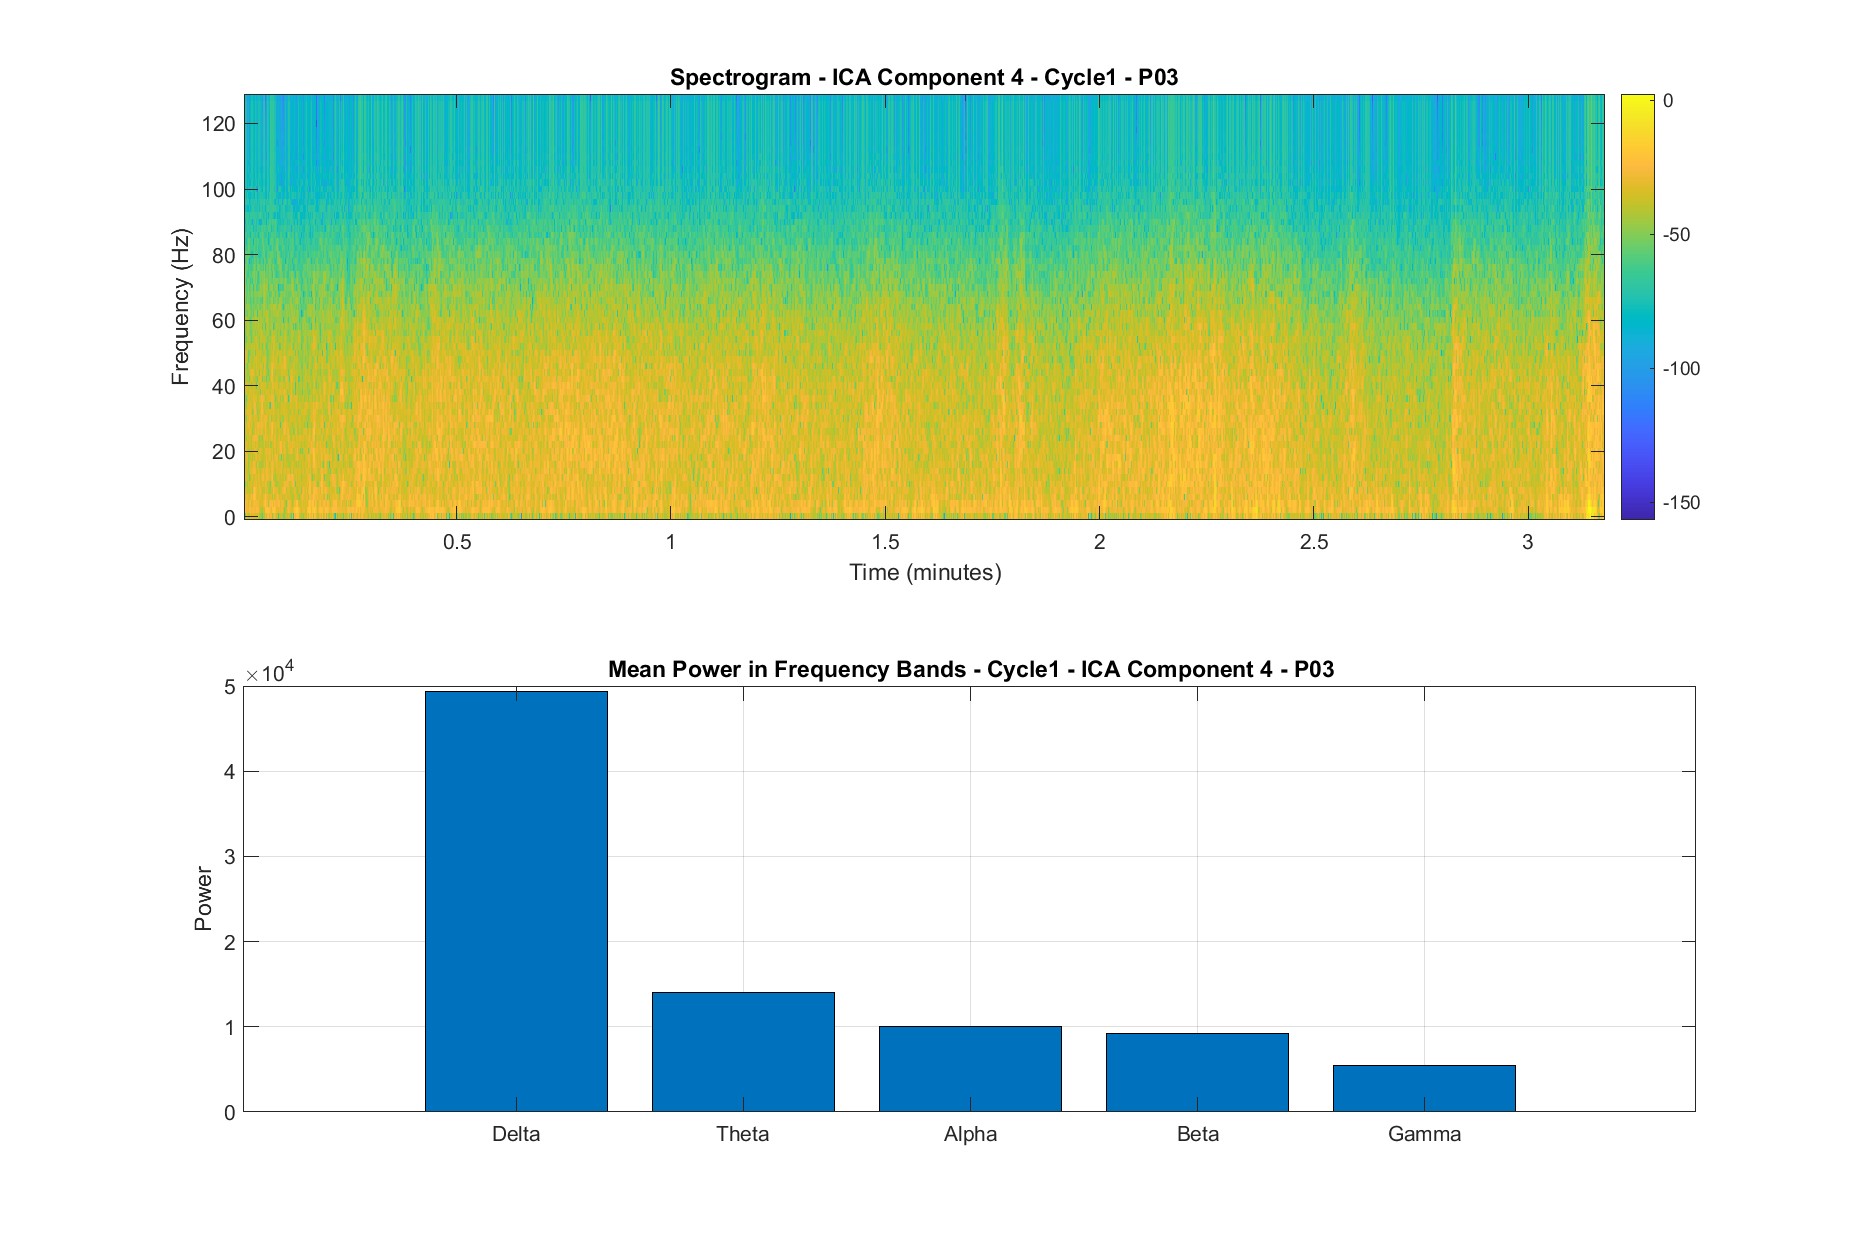 Spectrogram - ICA Component 4 - Cycle1 - P03
120
100
80
60
40
20
0
Frequency (Hz)
0.5 1 1.5 2 2.5 3
Time (minutes)
0
-50
-100
-150
Mean Power in Frequency Bands - Cycle1 - ICA Component 4 - P03
×10⁴
5
4
3
2
1
0
Power
Delta Theta Alpha Beta Gamma